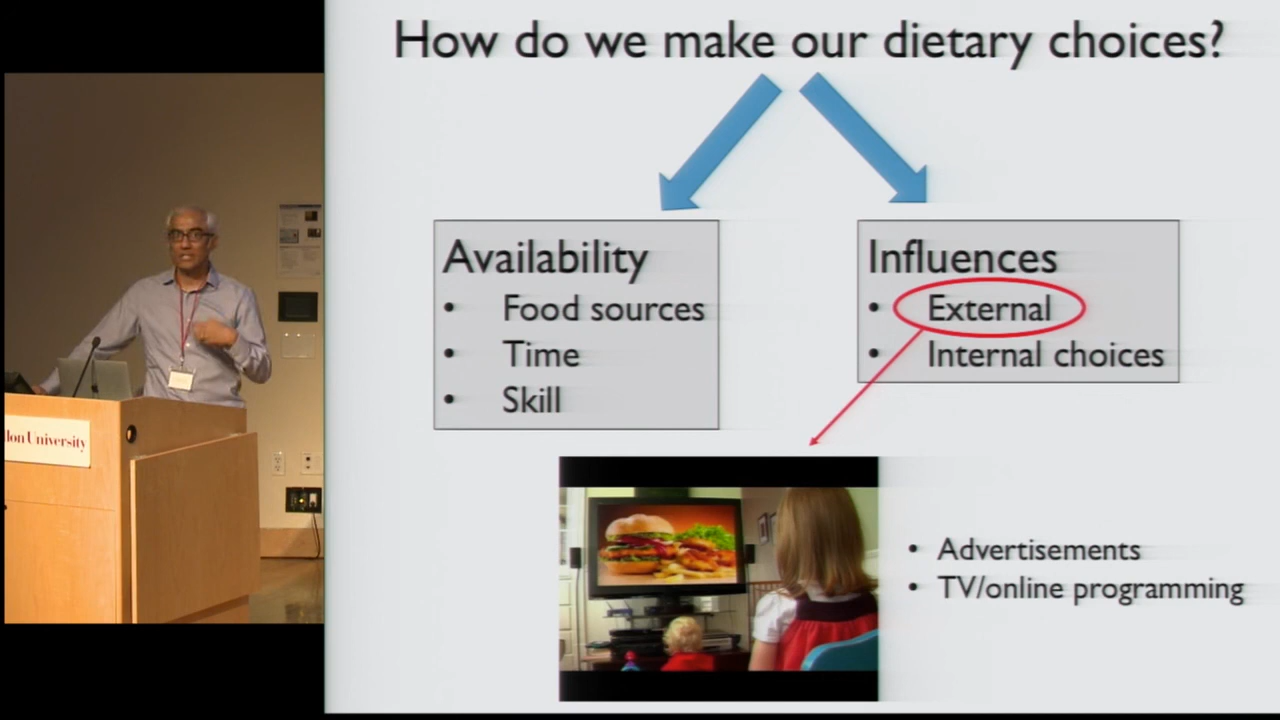 How do we make our dietary choices?
Availability
• Food sources
• Time
• Skill
Influences
• External
• Internal choices
• Advertisements
• TV/online programming
University